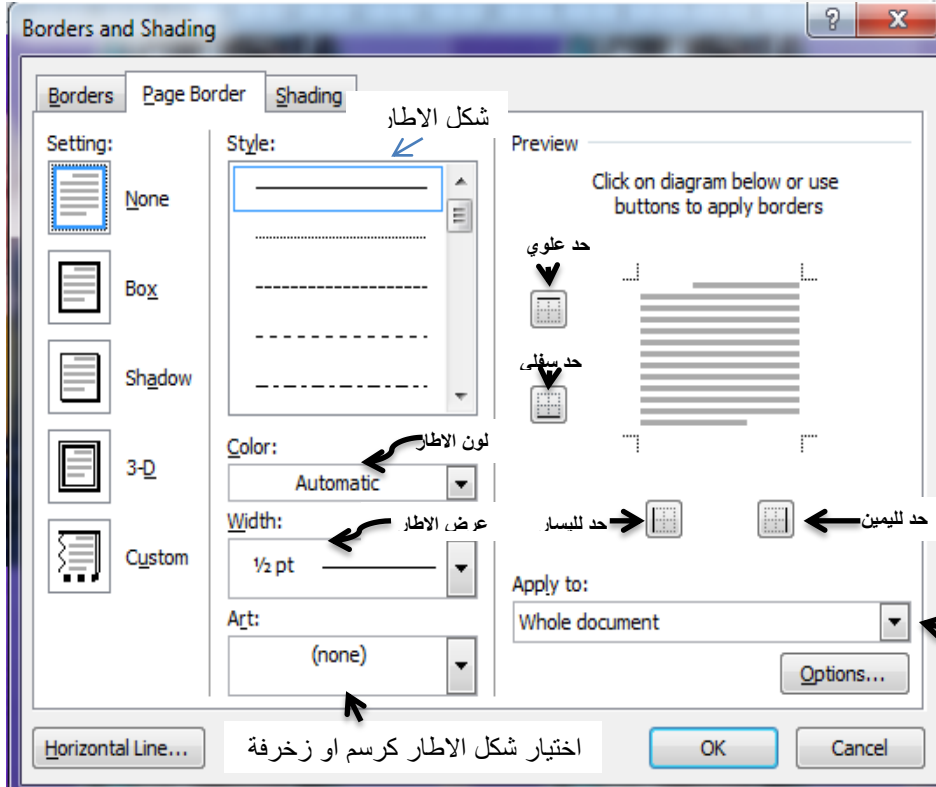 Borders and Shading
Borders Page Border Shading
شكل الاطار
Setting:
None
Box
Shadow
3-D
Custom
Style:
لون الاطار
Color:
Automatic
عرض الاطار
Width:
½ pt
Art:
(none)
اختيار شكل الاطار كرسم او زخرفة
Preview
Click on diagram below or use
buttons to apply borders
حد علوي
حد سفلي
حد لليسار
حد لليمين
Apply to:
Whole document
Options...
Horizontal Line...
OK
Cancel